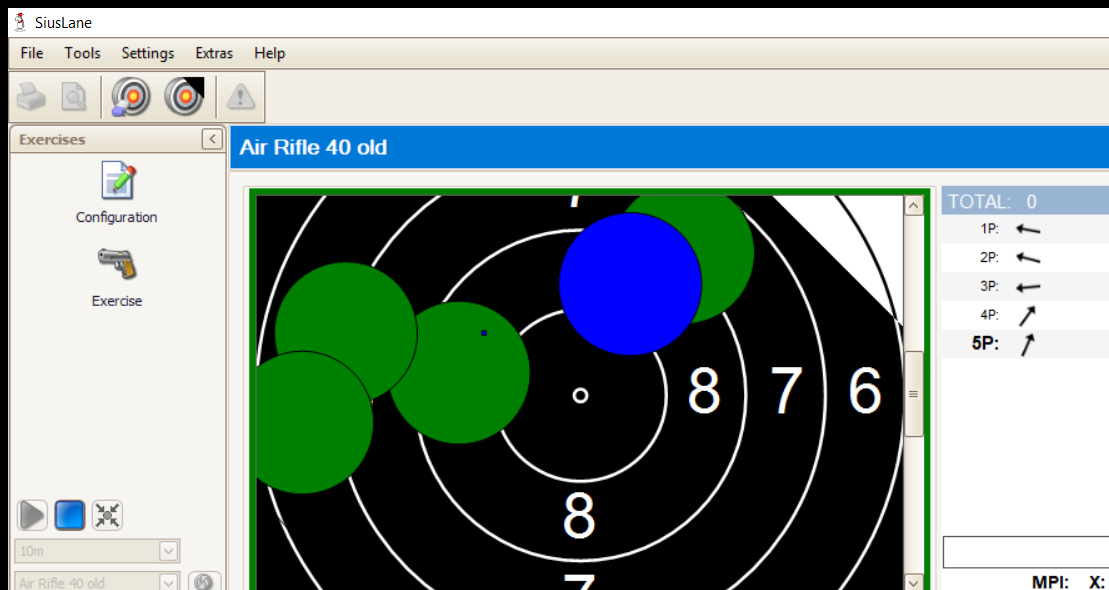 SiusLane
File Tools Settings Extras Help
Exercises
Configuration
Exercise
10m
Air Rifle 40 old
Air Rifle 40 old
7
8 7 6
8
7
TOTAL: 0
1P:
2P:
3P:
4P:
5P:
MPI: X: